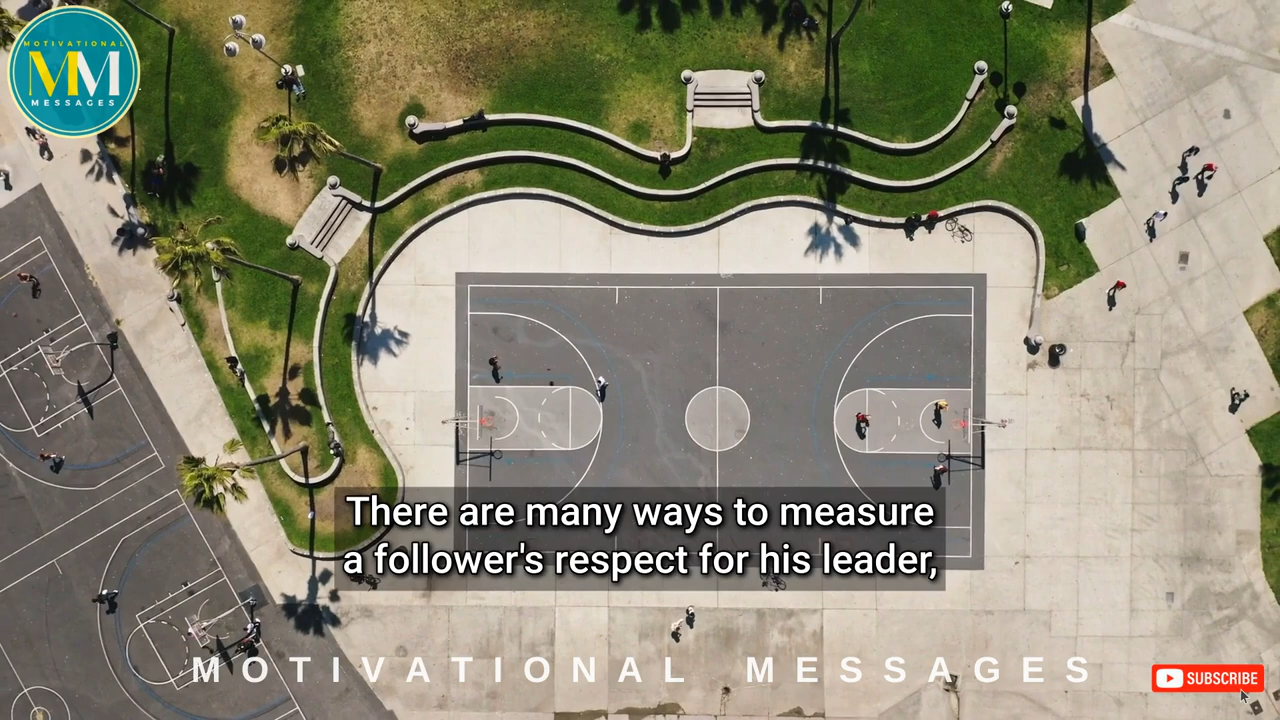 MOTIVATIONAL
MM
MESSAGES
There are many ways to measure
a follower's respect for his leader,
MOTIVATIONAL MESSAGES
SUBSCRIBE